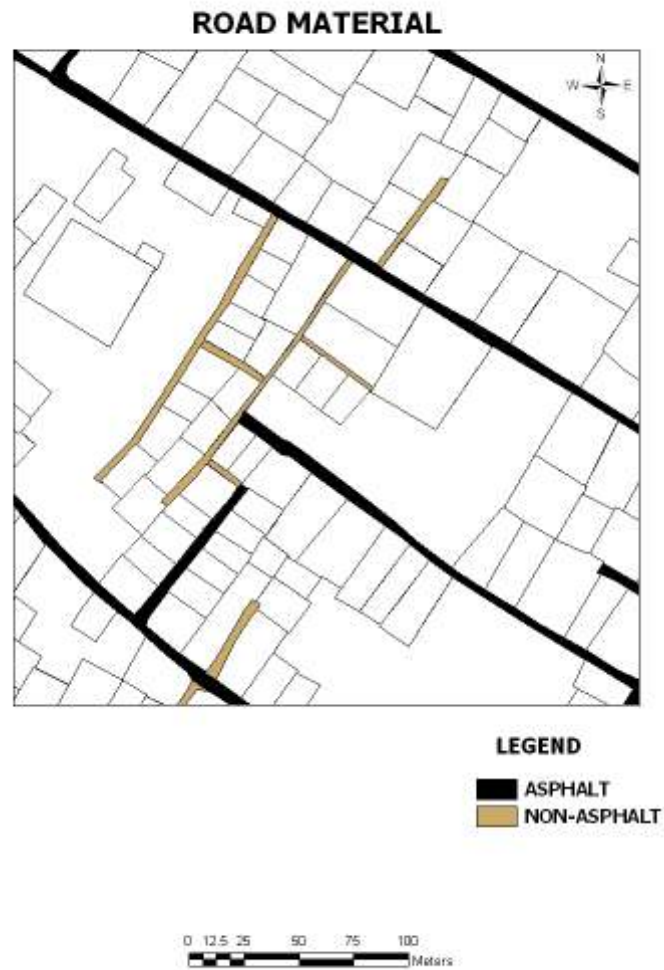 ROAD MATERIAL
N
W E
S
LEGEND
ASPHALT
NON-ASPHALT
0 12.5 25 50 75 100
Meters